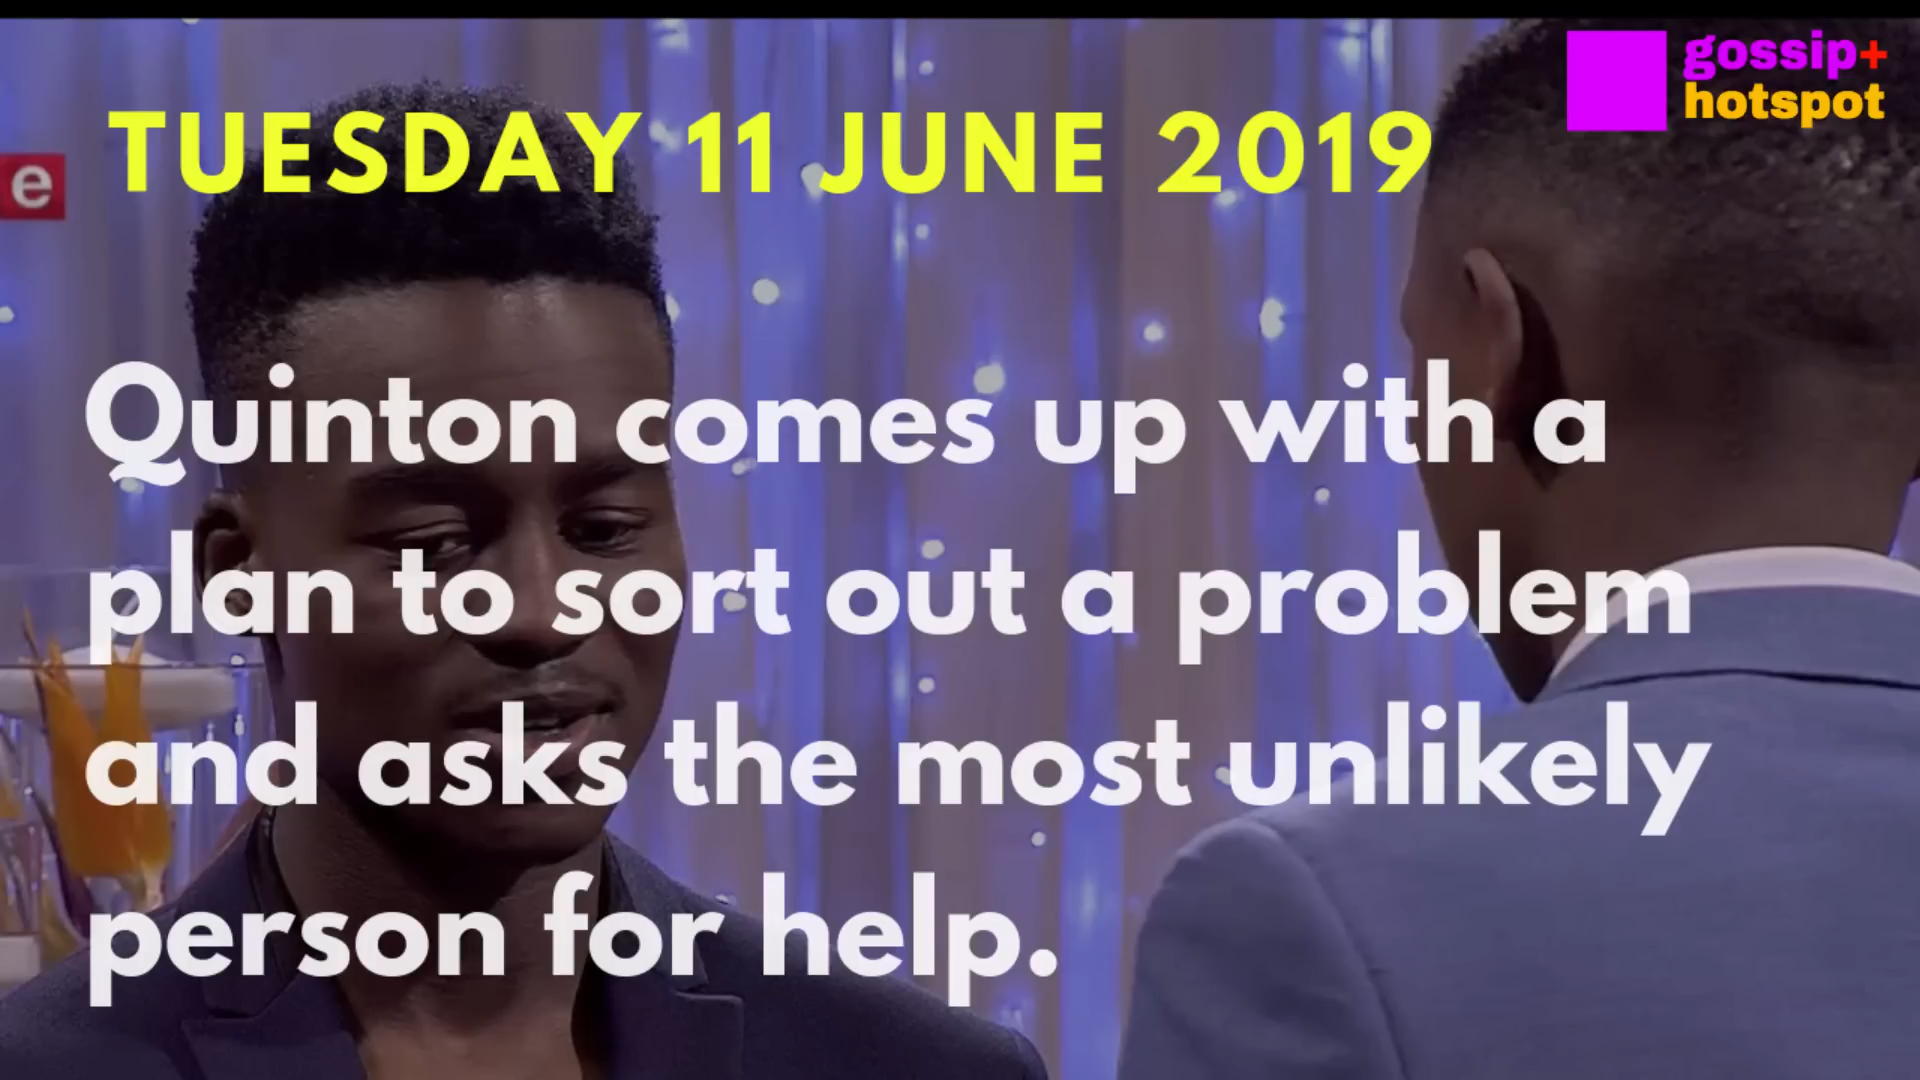 gossip+
hotspot
TUESDAY 11 JUNE 2019
e
Quinton comes up with a
plan to sort out a problem
and asks the most unlikely
person for help.